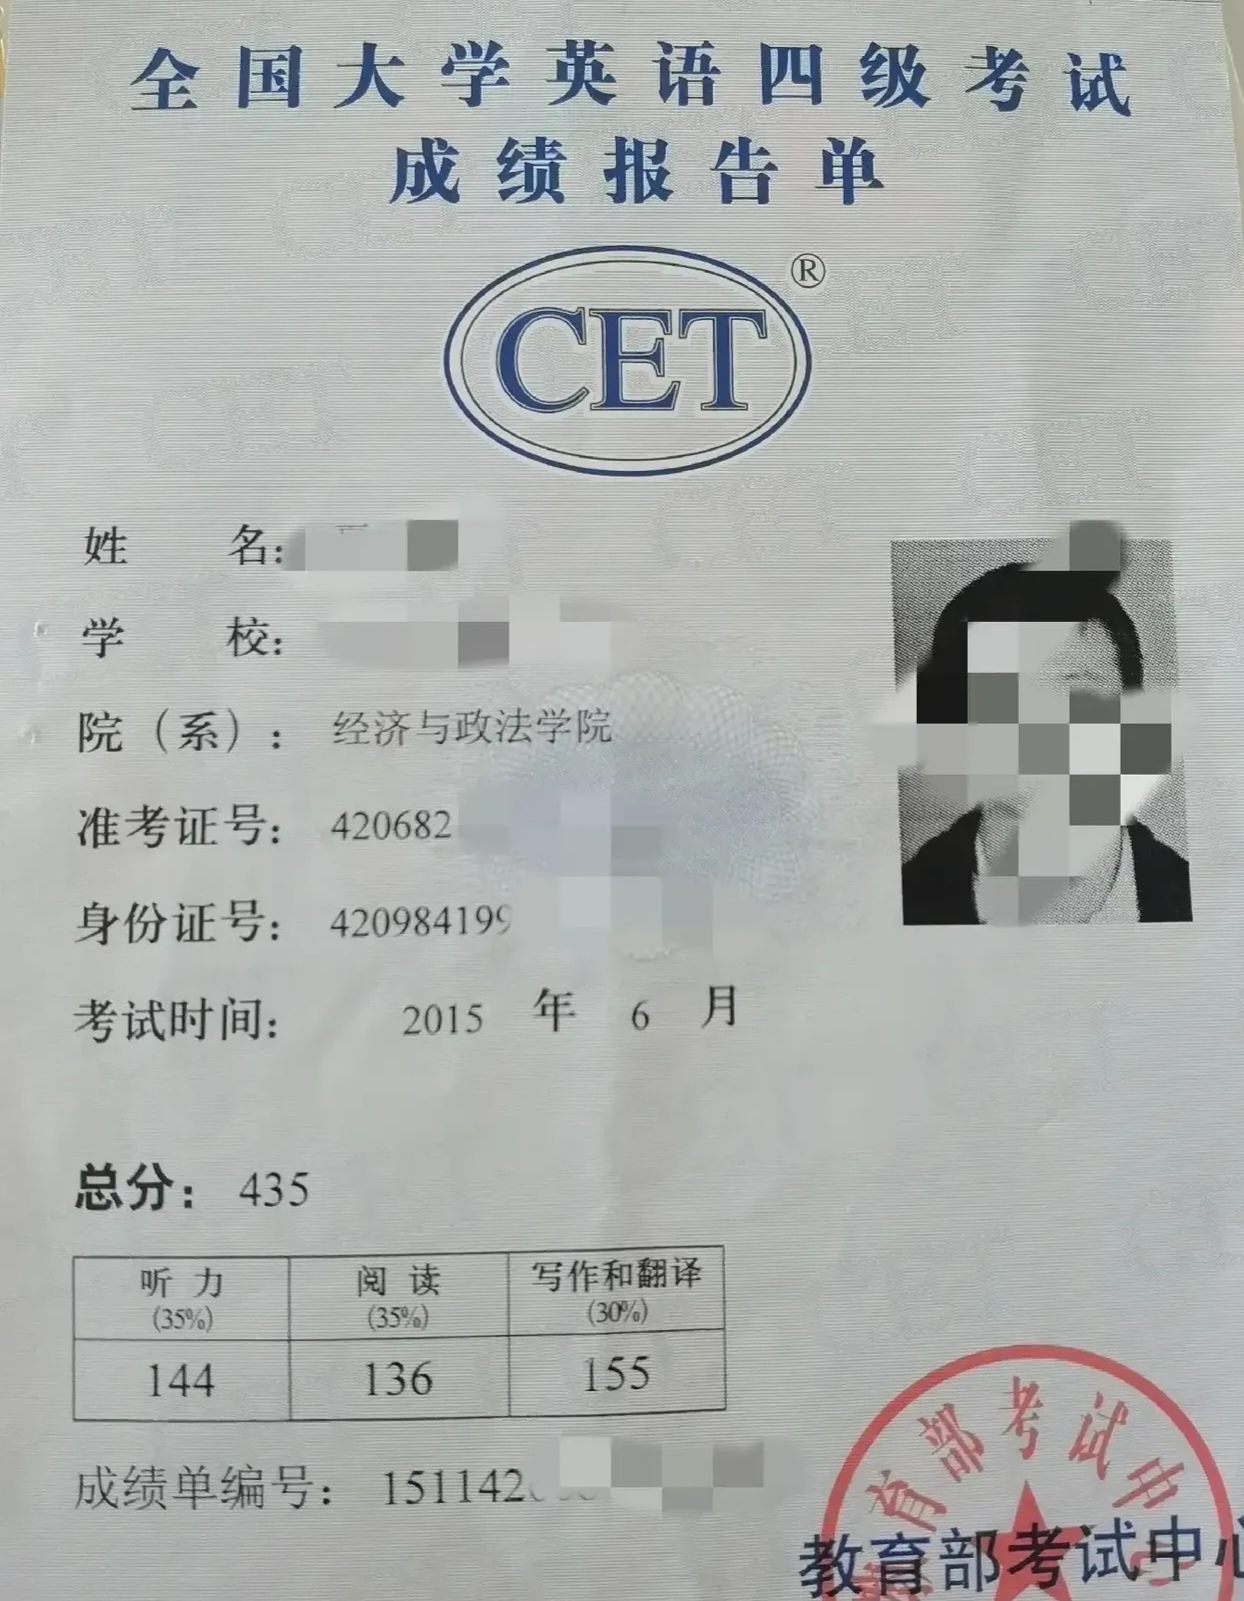 全国大学英语四级考试
成绩报告单
CET®
姓 名:
学 校:
院（系）: 经济与政法学院
准考证号: 420682
身份证号: 420984199
考试时间: 2015 年 6 月
总分: 435
听力 阅读 写作和翻译
(35%) (35%) (30%)
144 136 155
成绩单编号: 151142
教育部考试中
教育部考试中心